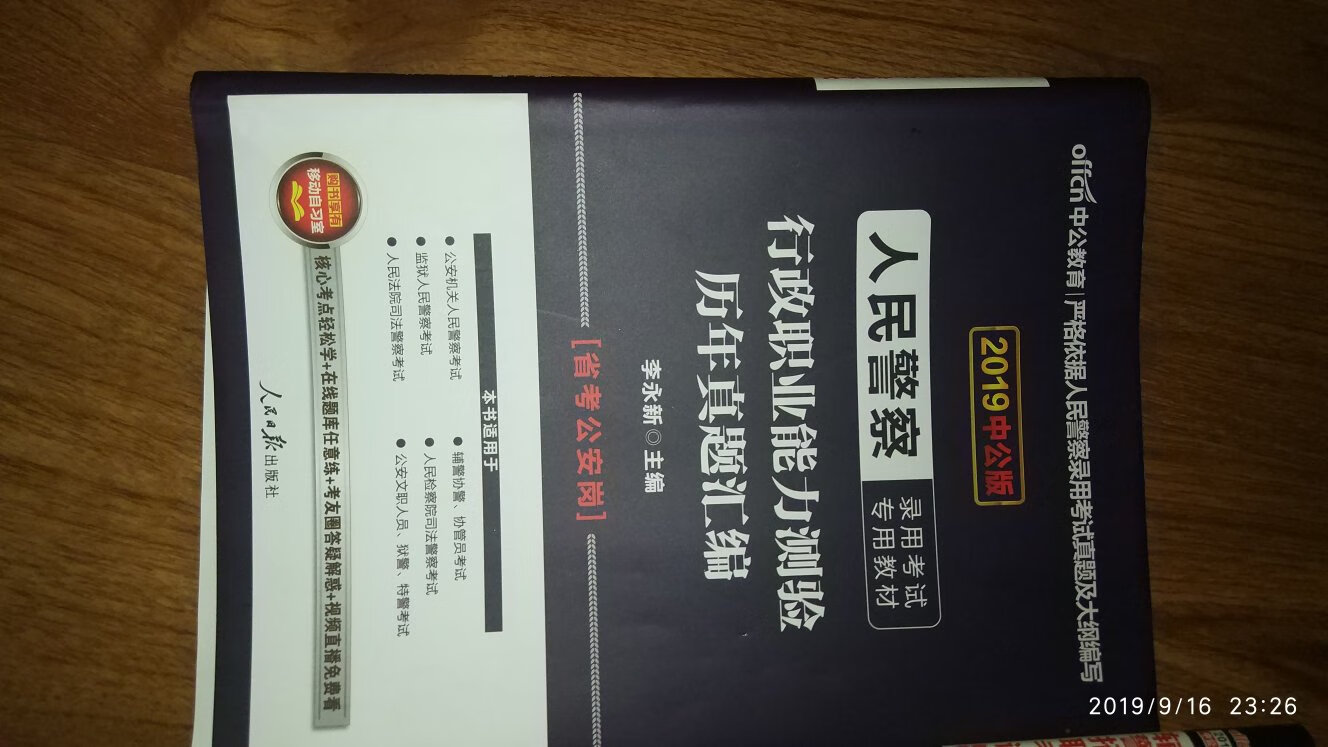 offcn中公教育 | 严格依据人民警察录用考试真题及大纲编写
2019中公版
人民警察
录用考试
专用教材
行政职业能力测验
历年真题汇编
李永新◎主编
[省考公安岗]
本书适用于
●公安机关人民警察考试
●辅警协警、协管员考试
●监狱人民警察考试
●人民检察院司法警察考试
●人民法院司法警察考试
●公安文职人员、狱警、特警考试
购书享有
移动自习室
核心考点轻松学+在线题库任意练+考友圈答疑解惑+视频直播免费看
人民日报出版社
2019/9/16 23:26